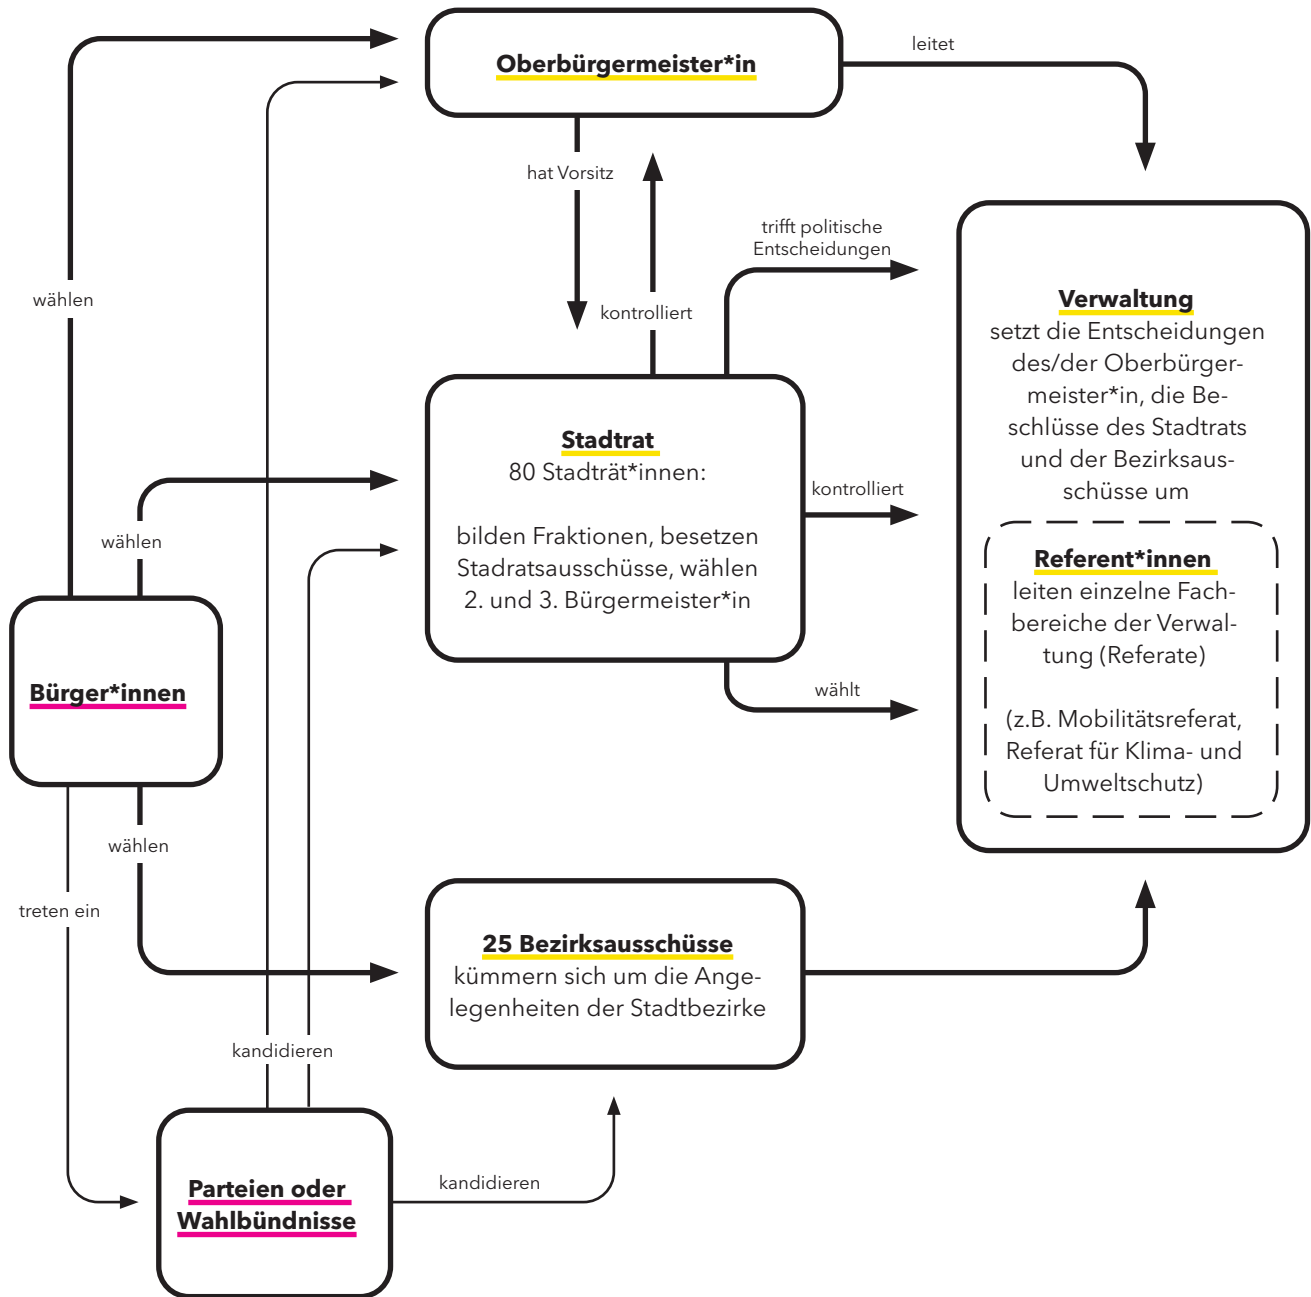 Oberbürgermeister*in
leitet
hat Vorsitz
trifft politische
Entscheidungen
wählen
kontrolliert
Verwaltung
setzt die Entscheidungen
des/der Oberbürger-
meister*in, die Be-
schlüsse des Stadtrats
und der Bezirksaus-
schüsse um
Stadtrat
80 Stadträt*innen:
bilden Fraktionen, besetzen
Stadratsausschüsse, wählen
2. und 3. Bürgermeister*in
kontrolliert
wählen
Referent*innen
leiten einzelne Fach-
bereiche der Verwal-
tung (Referate)
(z.B. Mobilitätsreferat,
Referat für Klima- und
Umweltschutz)
Bürger*innen
wählt
wählen
treten ein
25 Bezirksausschüsse
kümmern sich um die Ange-
legenheiten der Stadtbezirke
kandidieren
Parteien oder
Wahlbündnisse
kandidieren